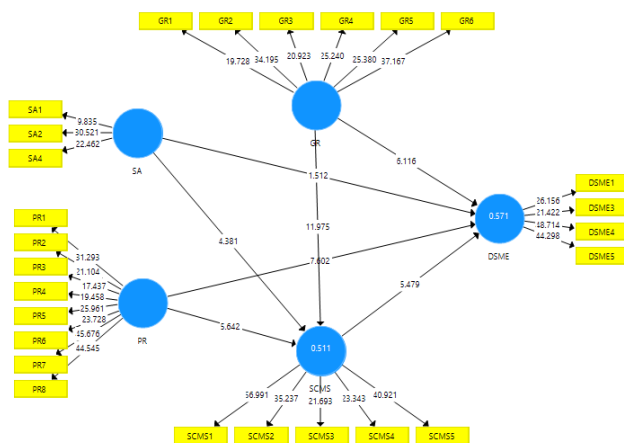 GR1 GR2 GR3 GR4 GR5 GR6
19.728 34.195 20.923 25.240 25.380 37.167
GR
SA1
SA2
SA4
9.835
30.521
22.462
SA
6.116
1.512
11.975
4.381
7.602
5.642
5.479
0.571
DSME
26.156
21.422
48.714
44.298
DSME1
DSME3
DSME4
DSME5
PR1
PR2
PR3
PR4
PR5
PR6
PR7
PR8
31.293
21.104
17.437
19.458
25.961
23.728
45.676
44.545
PR
0.511
SCMS
56.991 35.237 21.693 23.343 40.921
SCMS1 SCMS2 SCMS3 SCMS4 SCMS5